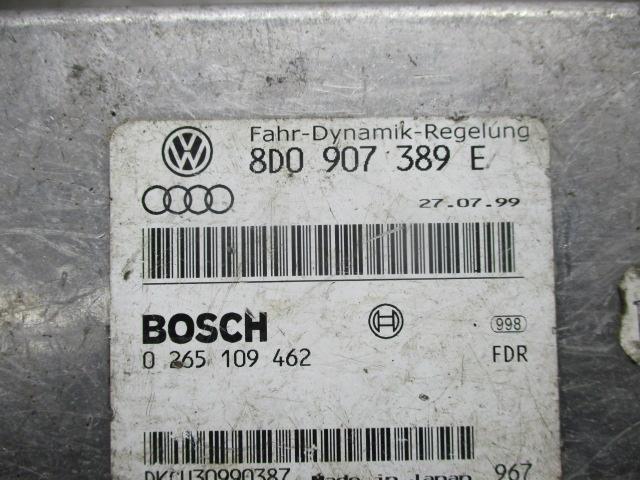 Fahr-Dynamik-Regelung
8D0 907 389 E
27.07.99
BOSCH
0 265 109 462
998
FDR
Made in Japan
967